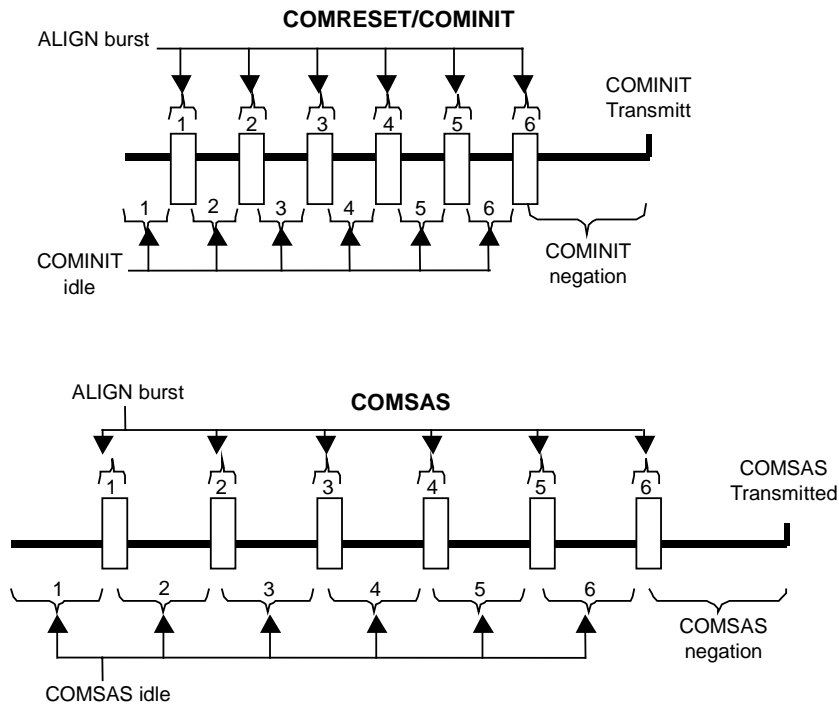 COMRESET/COMINIT
ALIGN burst
COMINIT
Transmitt
1 2 3 4 5 6
1 2 3 4 5 6
COMINIT
idle
COMINIT
negation
ALIGN burst
COMSAS
COMSAS
Transmitted
1 2 3 4 5 6
1 2 3 4 5 6
COMSAS
negation
COMSAS idle